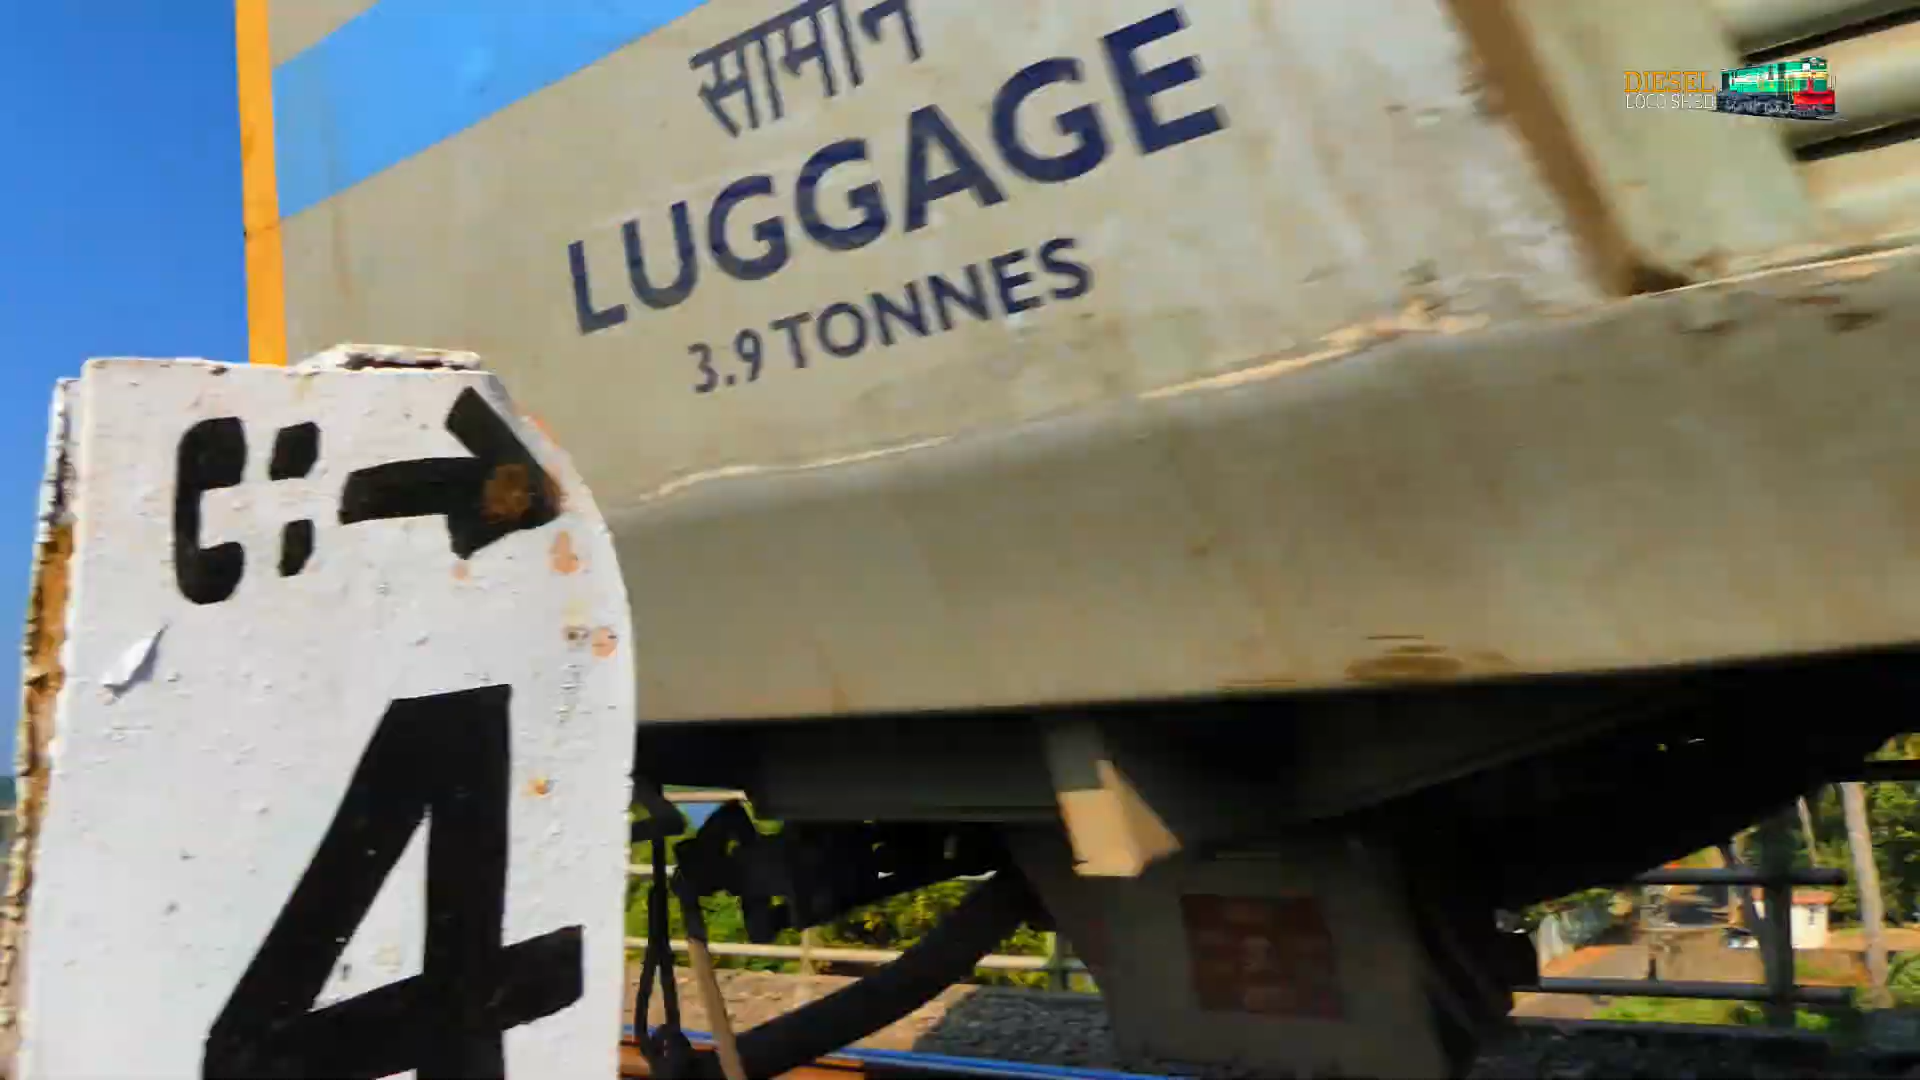 सामान
LUGGAGE
3.9 TONNES
4
DIESEL
LOCO SHED